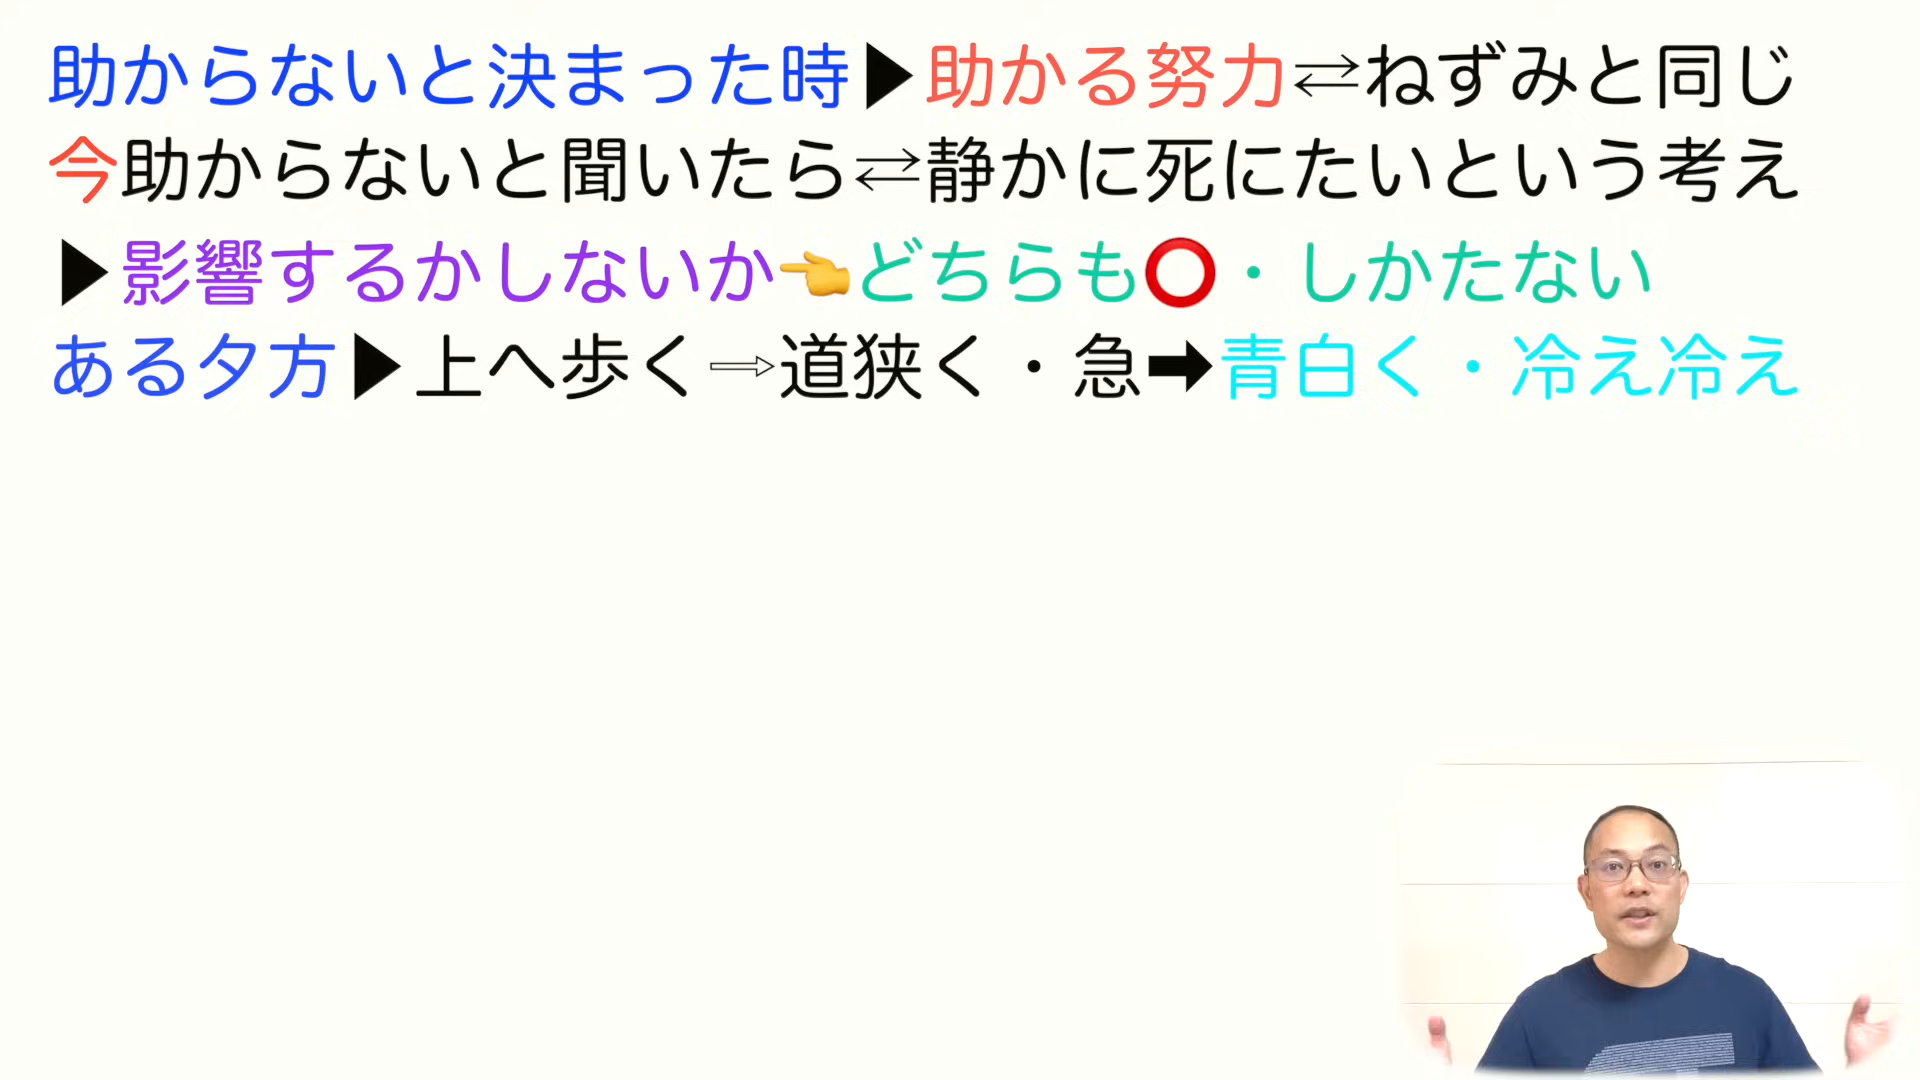 助からないと決まった時▶助かる努力⇄ねずみと同じ
今助からないと聞いたら⇄静かに死にたいという考え
▶影響するかしないか👈どちらも⭕・しかたない
ある夕方▶上へ歩く⇨道狭く・急➡青白く・冷え冷え